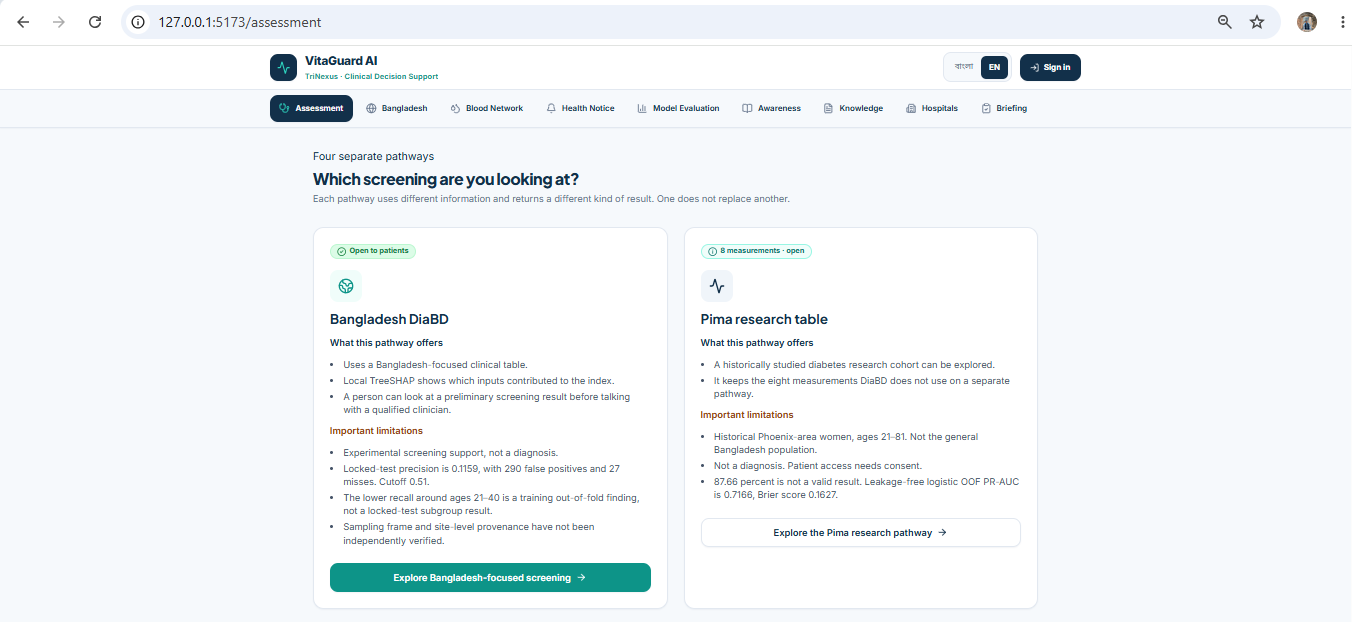 127.0.0.1:5173/assessment
VitaGuard AI
TriNexus · Clinical Decision Support
বাংলা
EN
Sign in
Assessment
Bangladesh
Blood Network
Health Notice
Model Evaluation
Awareness
Knowledge
Hospitals
Briefing
Four separate pathways
Which screening are you looking at?
Each pathway uses different information and returns a different kind of result. One does not replace another.
Open to patients
Bangladesh DiaBD
What this pathway offers
• Uses a Bangladesh-focused clinical table.
• Local TreeSHAP shows which inputs contributed to the index.
• A person can look at a preliminary screening result before talking
with a qualified clinician.
Important limitations
• Experimental screening support, not a diagnosis.
• Locked-test precision is 0.1159, with 290 false positives and 27
misses. Cutoff 0.51.
• The lower recall around ages 21–40 is a training out-of-fold finding,
not a locked-test subgroup result.
• Sampling frame and site-level provenance have not been
independently verified.
Explore Bangladesh-focused screening →
8 measurements · open
Pima research table
What this pathway offers
• A historically studied diabetes research cohort can be explored.
• It keeps the eight measurements DiaBD does not use on a separate
pathway.
Important limitations
• Historical Phoenix-area women, ages 21–81. Not the general
Bangladesh population.
• Not a diagnosis. Patient access needs consent.
• 87.66 percent is not a valid result. Leakage-free logistic OOF PR-AUC
is 0.7166, Brier score 0.1627.
Explore the Pima research pathway →